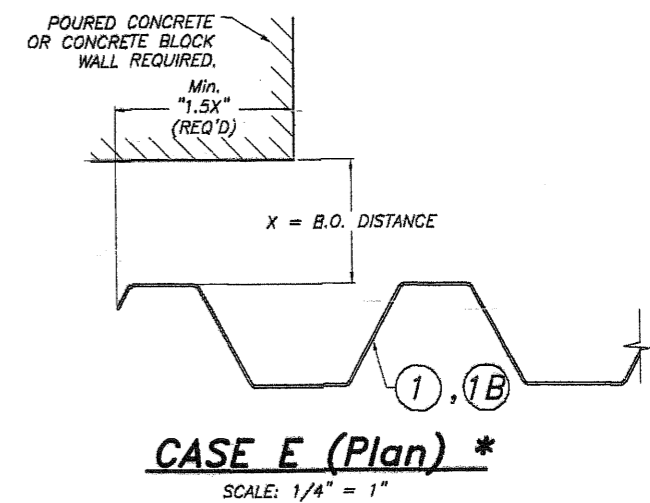 POURED CONCRETE
OR CONCRETE BLOCK
WALL REQUIRED.
Min.
"1.5X"
(REQ'D)
X = B.O. DISTANCE
1 , 1B
CASE E (Plan) *
SCALE: 1/4" = 1"